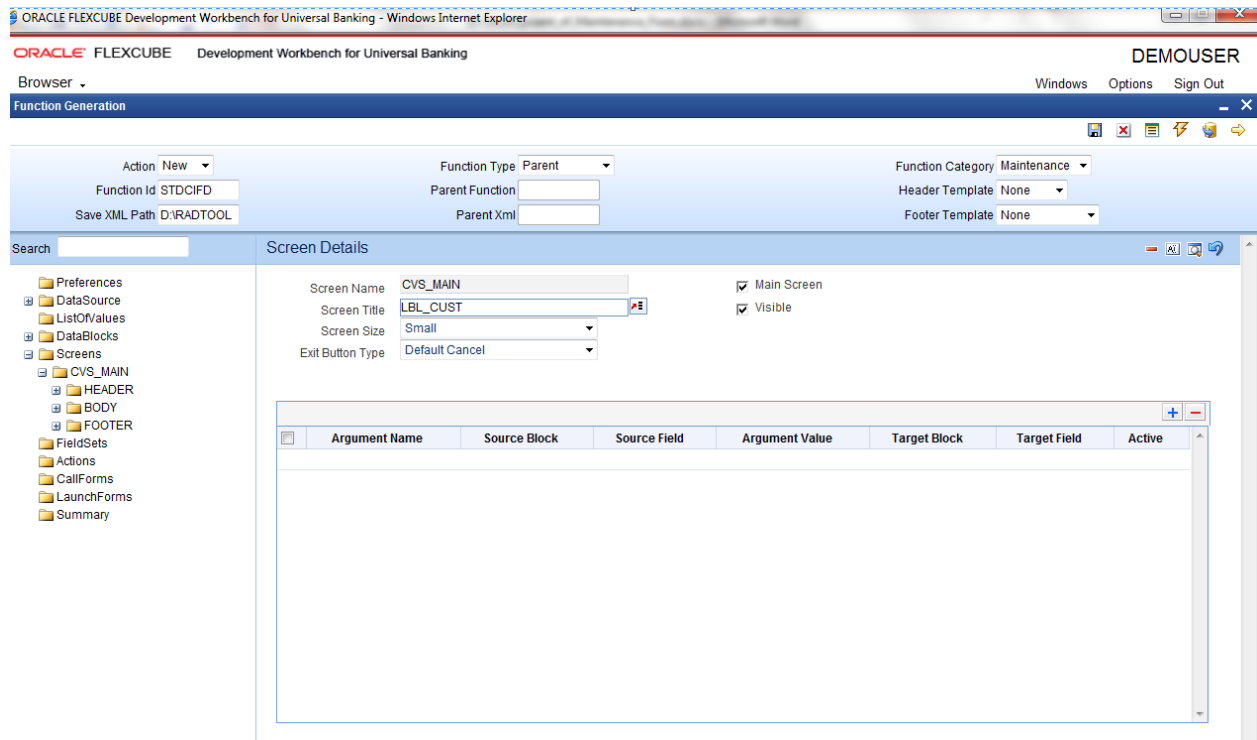 ORACLE FLEXCUBE Development Workbench for Universal Banking - Windows Internet Explorer
ORACLE FLEXCUBE Development Workbench for Universal Banking
DEMOUSER
Browser
Windows Options Sign Out
Function Generation
Action New
Function Type Parent
Function Category Maintenance
Function Id STDCIFD
Parent Function
Header Template None
Save XML Path D:\RADTOOL
Parent Xml
Footer Template None
Search
Screen Details
Preferences
DataSource
ListOfValues
DataBlocks
Screens
CVS_MAIN
HEADER
BODY
FOOTER
FieldSets
Actions
CallForms
LaunchForms
Summary
Screen Name CVS_MAIN
Main Screen
Screen Title LBL_CUST
Visible
Screen Size Small
Exit Button Type Default Cancel
Argument Name Source Block Source Field Argument Value Target Block Target Field Active